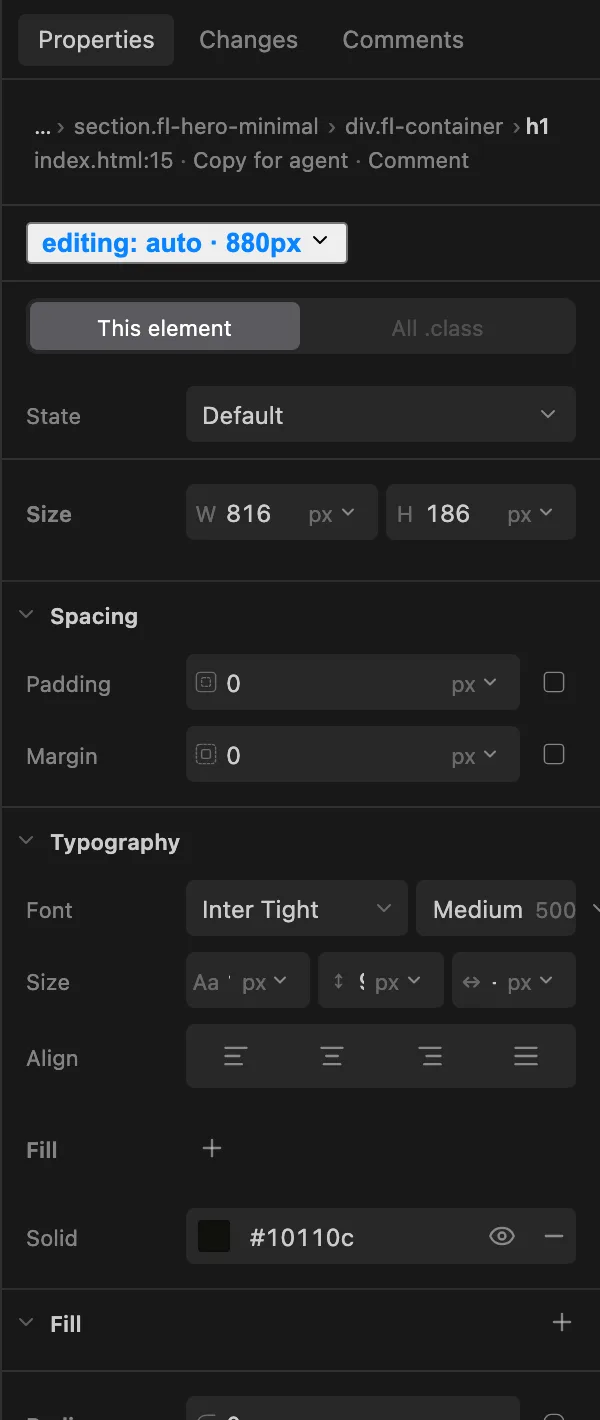 Properties Changes Comments
... › section.fl-hero-minimal › div.fl-container › h1
index.html:15 · Copy for agent · Comment
editing: auto · 880px
This element All .class
State Default
Size W 816 px H 186 px
Spacing
Padding 0 px
Margin 0 px
Typography
Font Inter Tight Medium 500
Size Aa px px px
Align
Fill
Solid #10110c
Fill